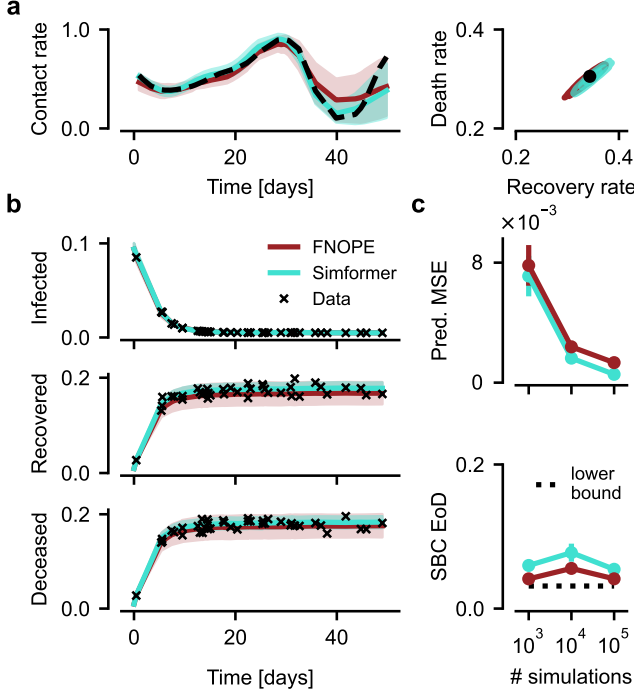 a
Contact rate
1.0
0.0
0
20
40
Time [days]
Death rate
0.4
0.2
0.2
0.4
Recovery rate
b
Infected
0.1
0.0
FNOPE
Simformer
Data
Recovered
0.2
0.0
Deceased
0.2
0.0
0
20
40
Time [days]
c
×10⁻³
Pred. MSE
8
0
SBC EoD
0.2
0.0
lower
bound
10³
10⁴
10⁵
# simulations